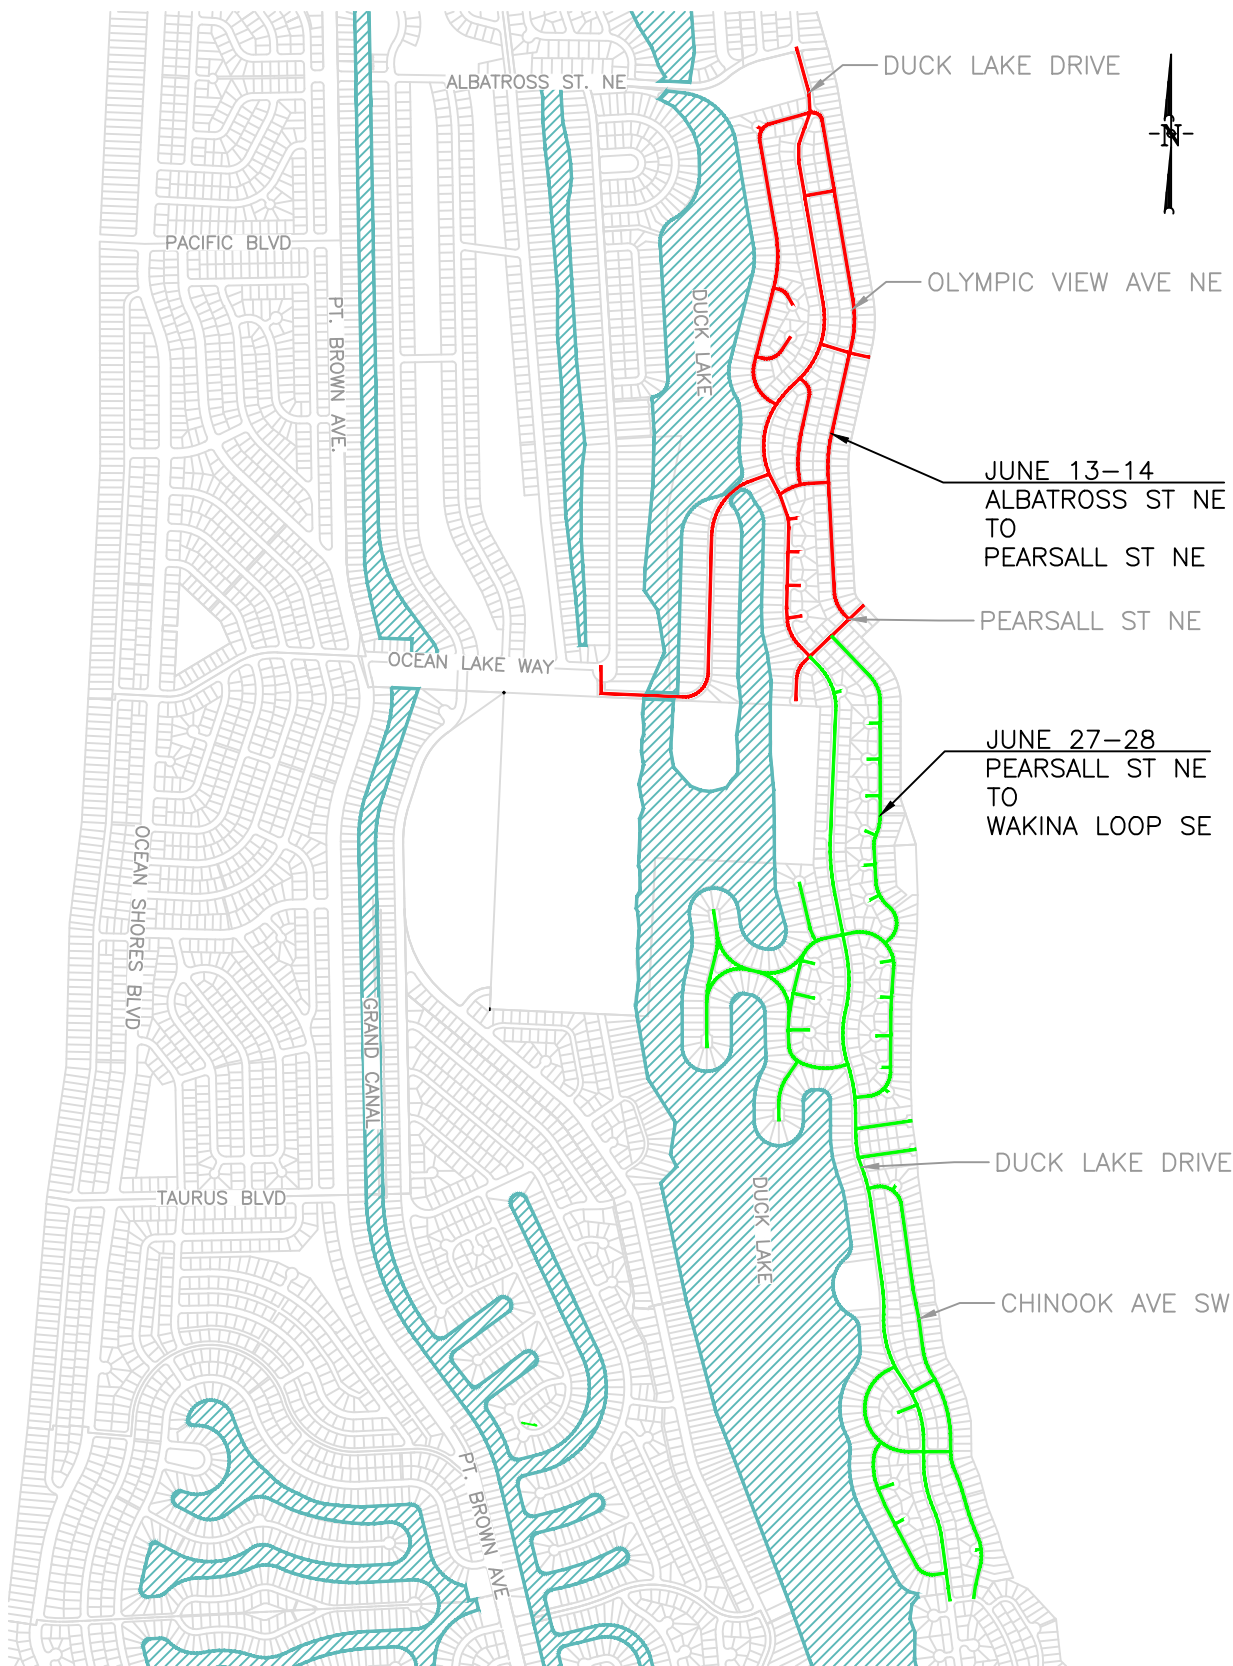 DUCK LAKE DRIVE
ALBATROSS ST. NE
N
PACIFIC BLVD
OLYMPIC VIEW AVE NE
DUCK LAKE
PT. BROWN AVE.
JUNE 13-14
ALBATROSS ST NE
TO
PEARSALL ST NE
PEARSALL ST NE
OCEAN LAKE WAY
JUNE 27-28
PEARSALL ST NE
TO
WAKINA LOOP SE
OCEAN SHORES BLVD
GRAND CANAL
DUCK LAKE DRIVE
TAURUS BLVD
DUCK LAKE
CHINOOK AVE SW
PT. BROWN AVE